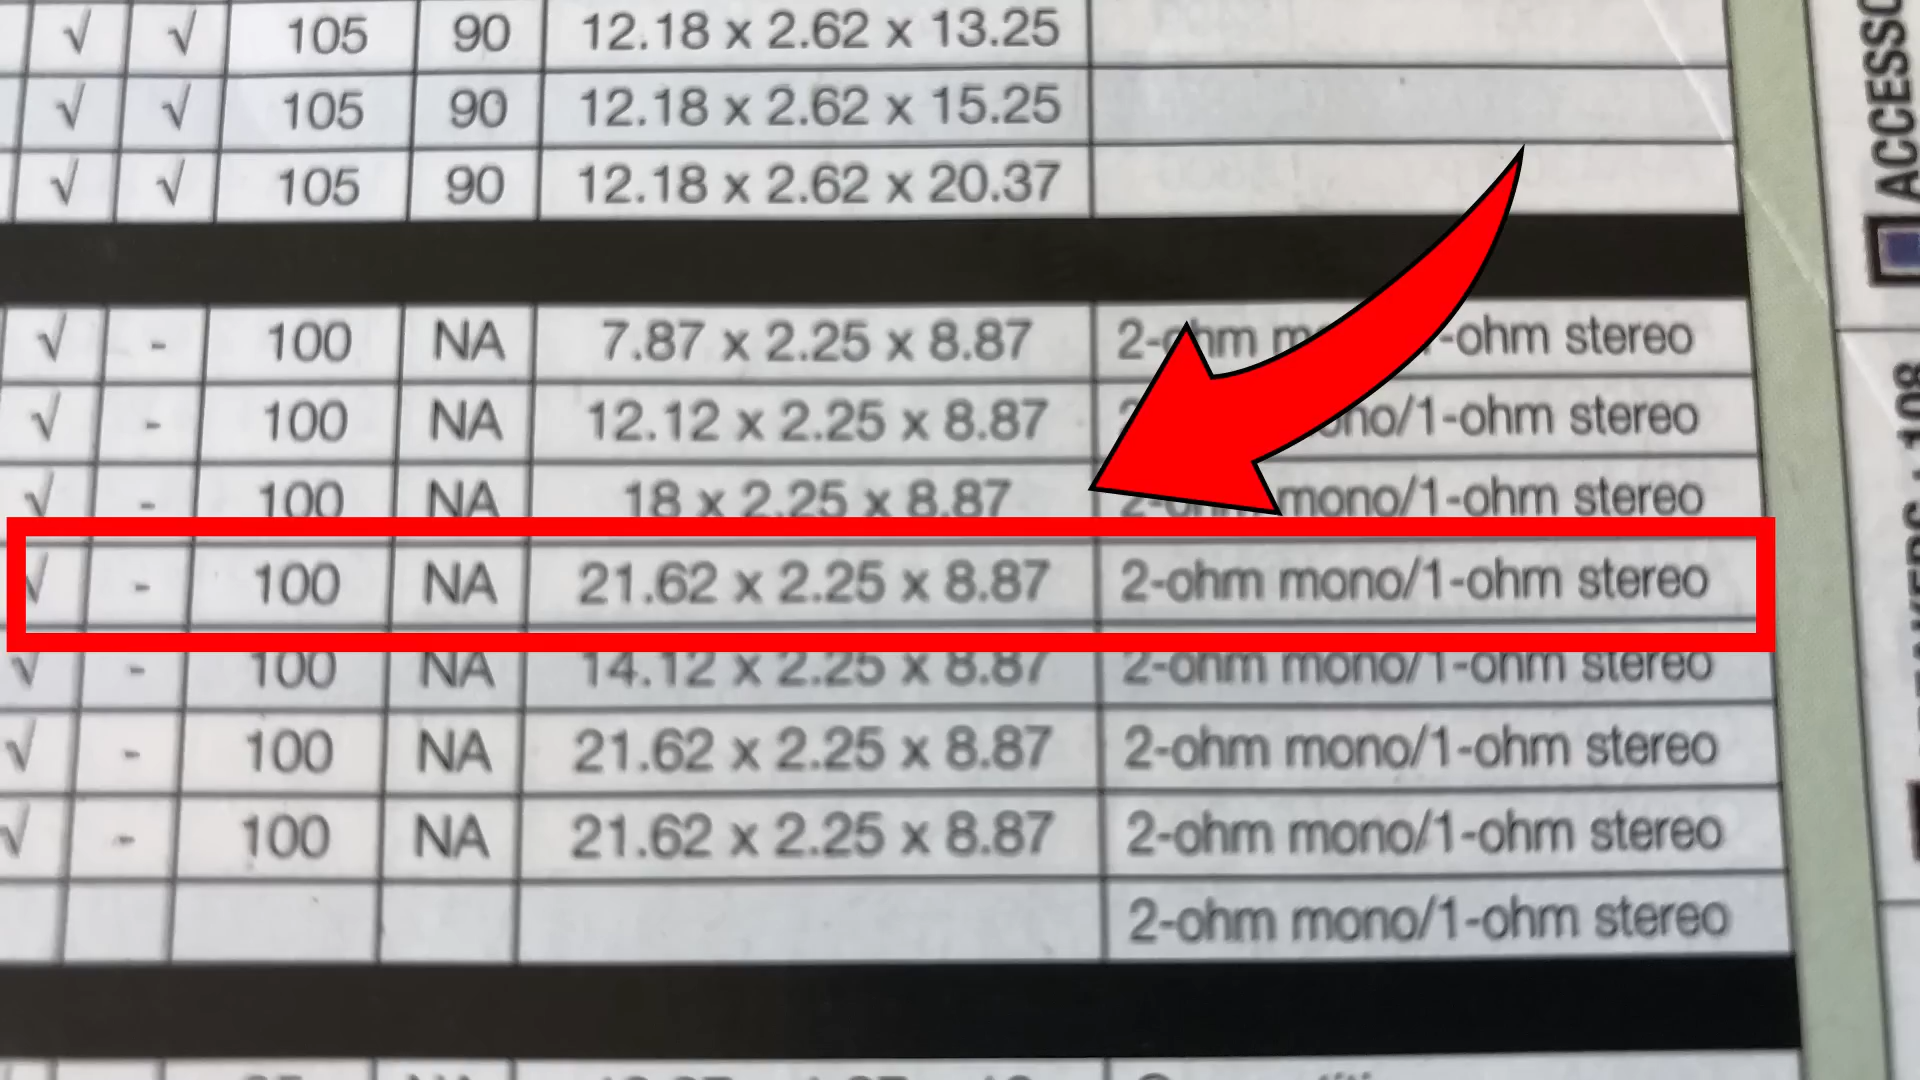 √ √ 105 90 12.18 x 2.62 x 13.25
√ √ 105 90 12.18 x 2.62 x 15.25
√ √ 105 90 12.18 x 2.62 x 20.37
√ - 100 NA 7.87 x 2.25 x 8.87 2-ohm -ohm stereo
√ - 100 NA 12.12 x 2.25 x 8.87 /1-ohm stereo
√ - 100 NA 18 x 2.25 x 8.87 2-ohm mono/1-ohm stereo
√ - 100 NA 21.62 x 2.25 x 8.87 2-ohm mono/1-ohm stereo
√ - 100 NA 14.12 x 2.25 x 8.87 2-ohm mono/1-ohm stereo
√ - 100 NA 21.62 x 2.25 x 8.87 2-ohm mono/1-ohm stereo
√ - 100 NA 21.62 x 2.25 x 8.87 2-ohm mono/1-ohm stereo
2-ohm mono/1-ohm stereo
ACCESSO
: 108